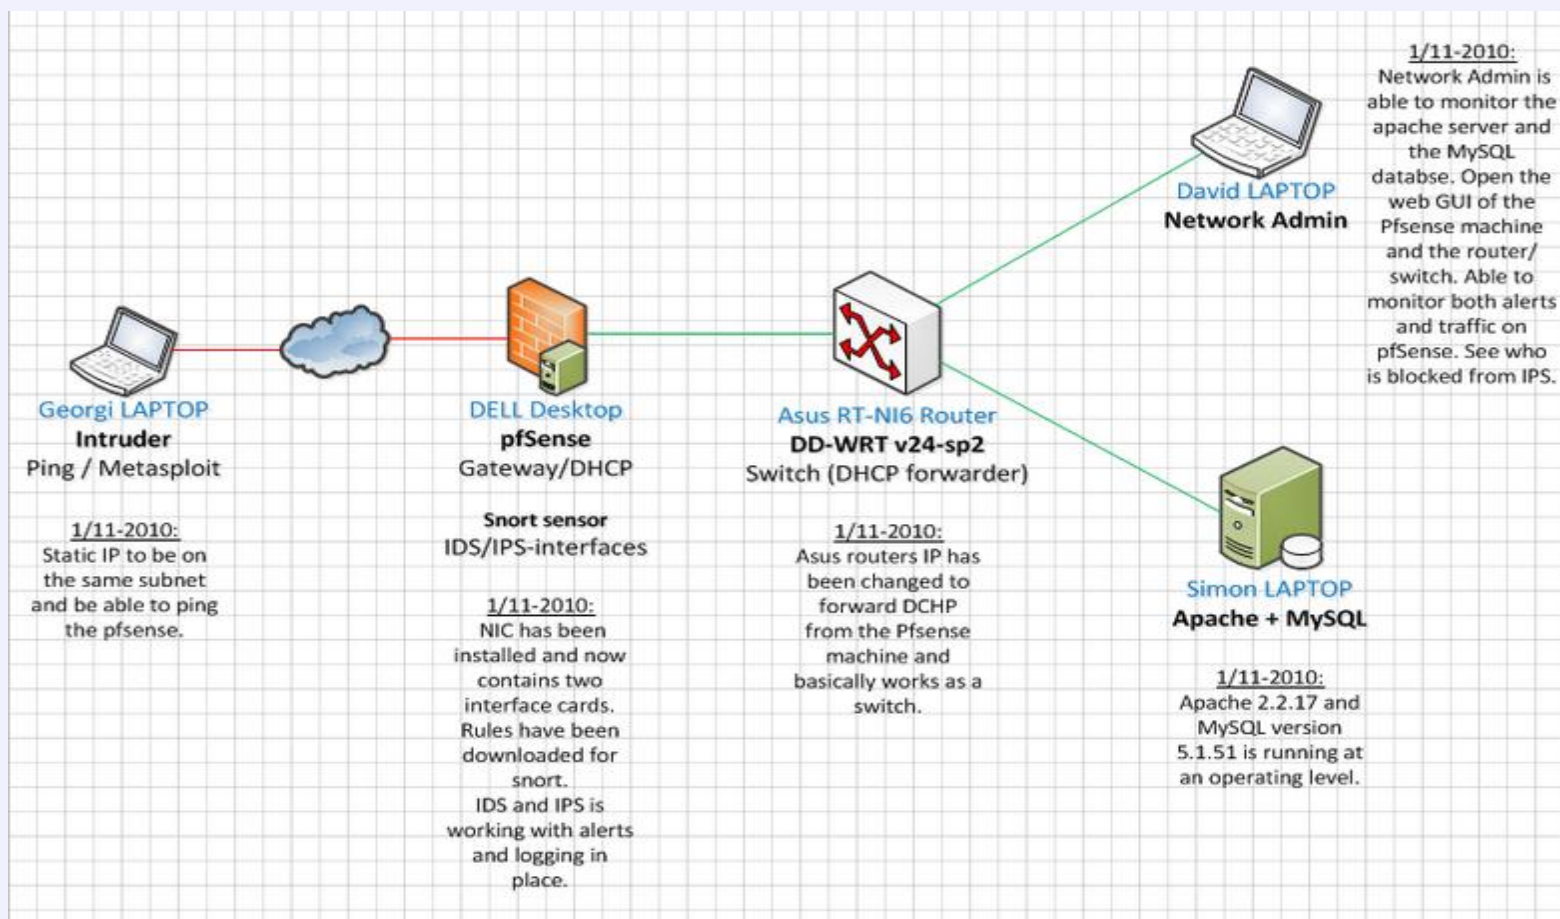 Georgi LAPTOP
Intruder
Ping / Metasploit
1/11-2010:
Static IP to be on
the same subnet
and be able to ping
the pfsense.
DELL Desktop
pfSense
Gateway/DHCP
Snort sensor
IDS/IPS-interfaces
1/11-2010:
NIC has been
installed and now
contains two
interface cards.
Rules have been
downloaded for
snort.
IDS and IPS is
working with alerts
and logging in
place.
Asus RT-NI6 Router
DD-WRT v24-sp2
Switch (DHCP forwarder)
1/11-2010:
Asus routers IP has
been changed to
forward DCHP
from the Pfsense
machine and
basically works as a
switch.
David LAPTOP
Network Admin
1/11-2010:
Network Admin is
able to monitor the
apache server and
the MySQL
databse. Open the
web GUI of the
Pfsense machine
and the router/
switch. Able to
monitor both alerts
and traffic on
pfSense. See who
is blocked from IPS.
Simon LAPTOP
Apache + MySQL
1/11-2010:
Apache 2.2.17 and
MySQL version
5.1.51 is running at
an operating level.